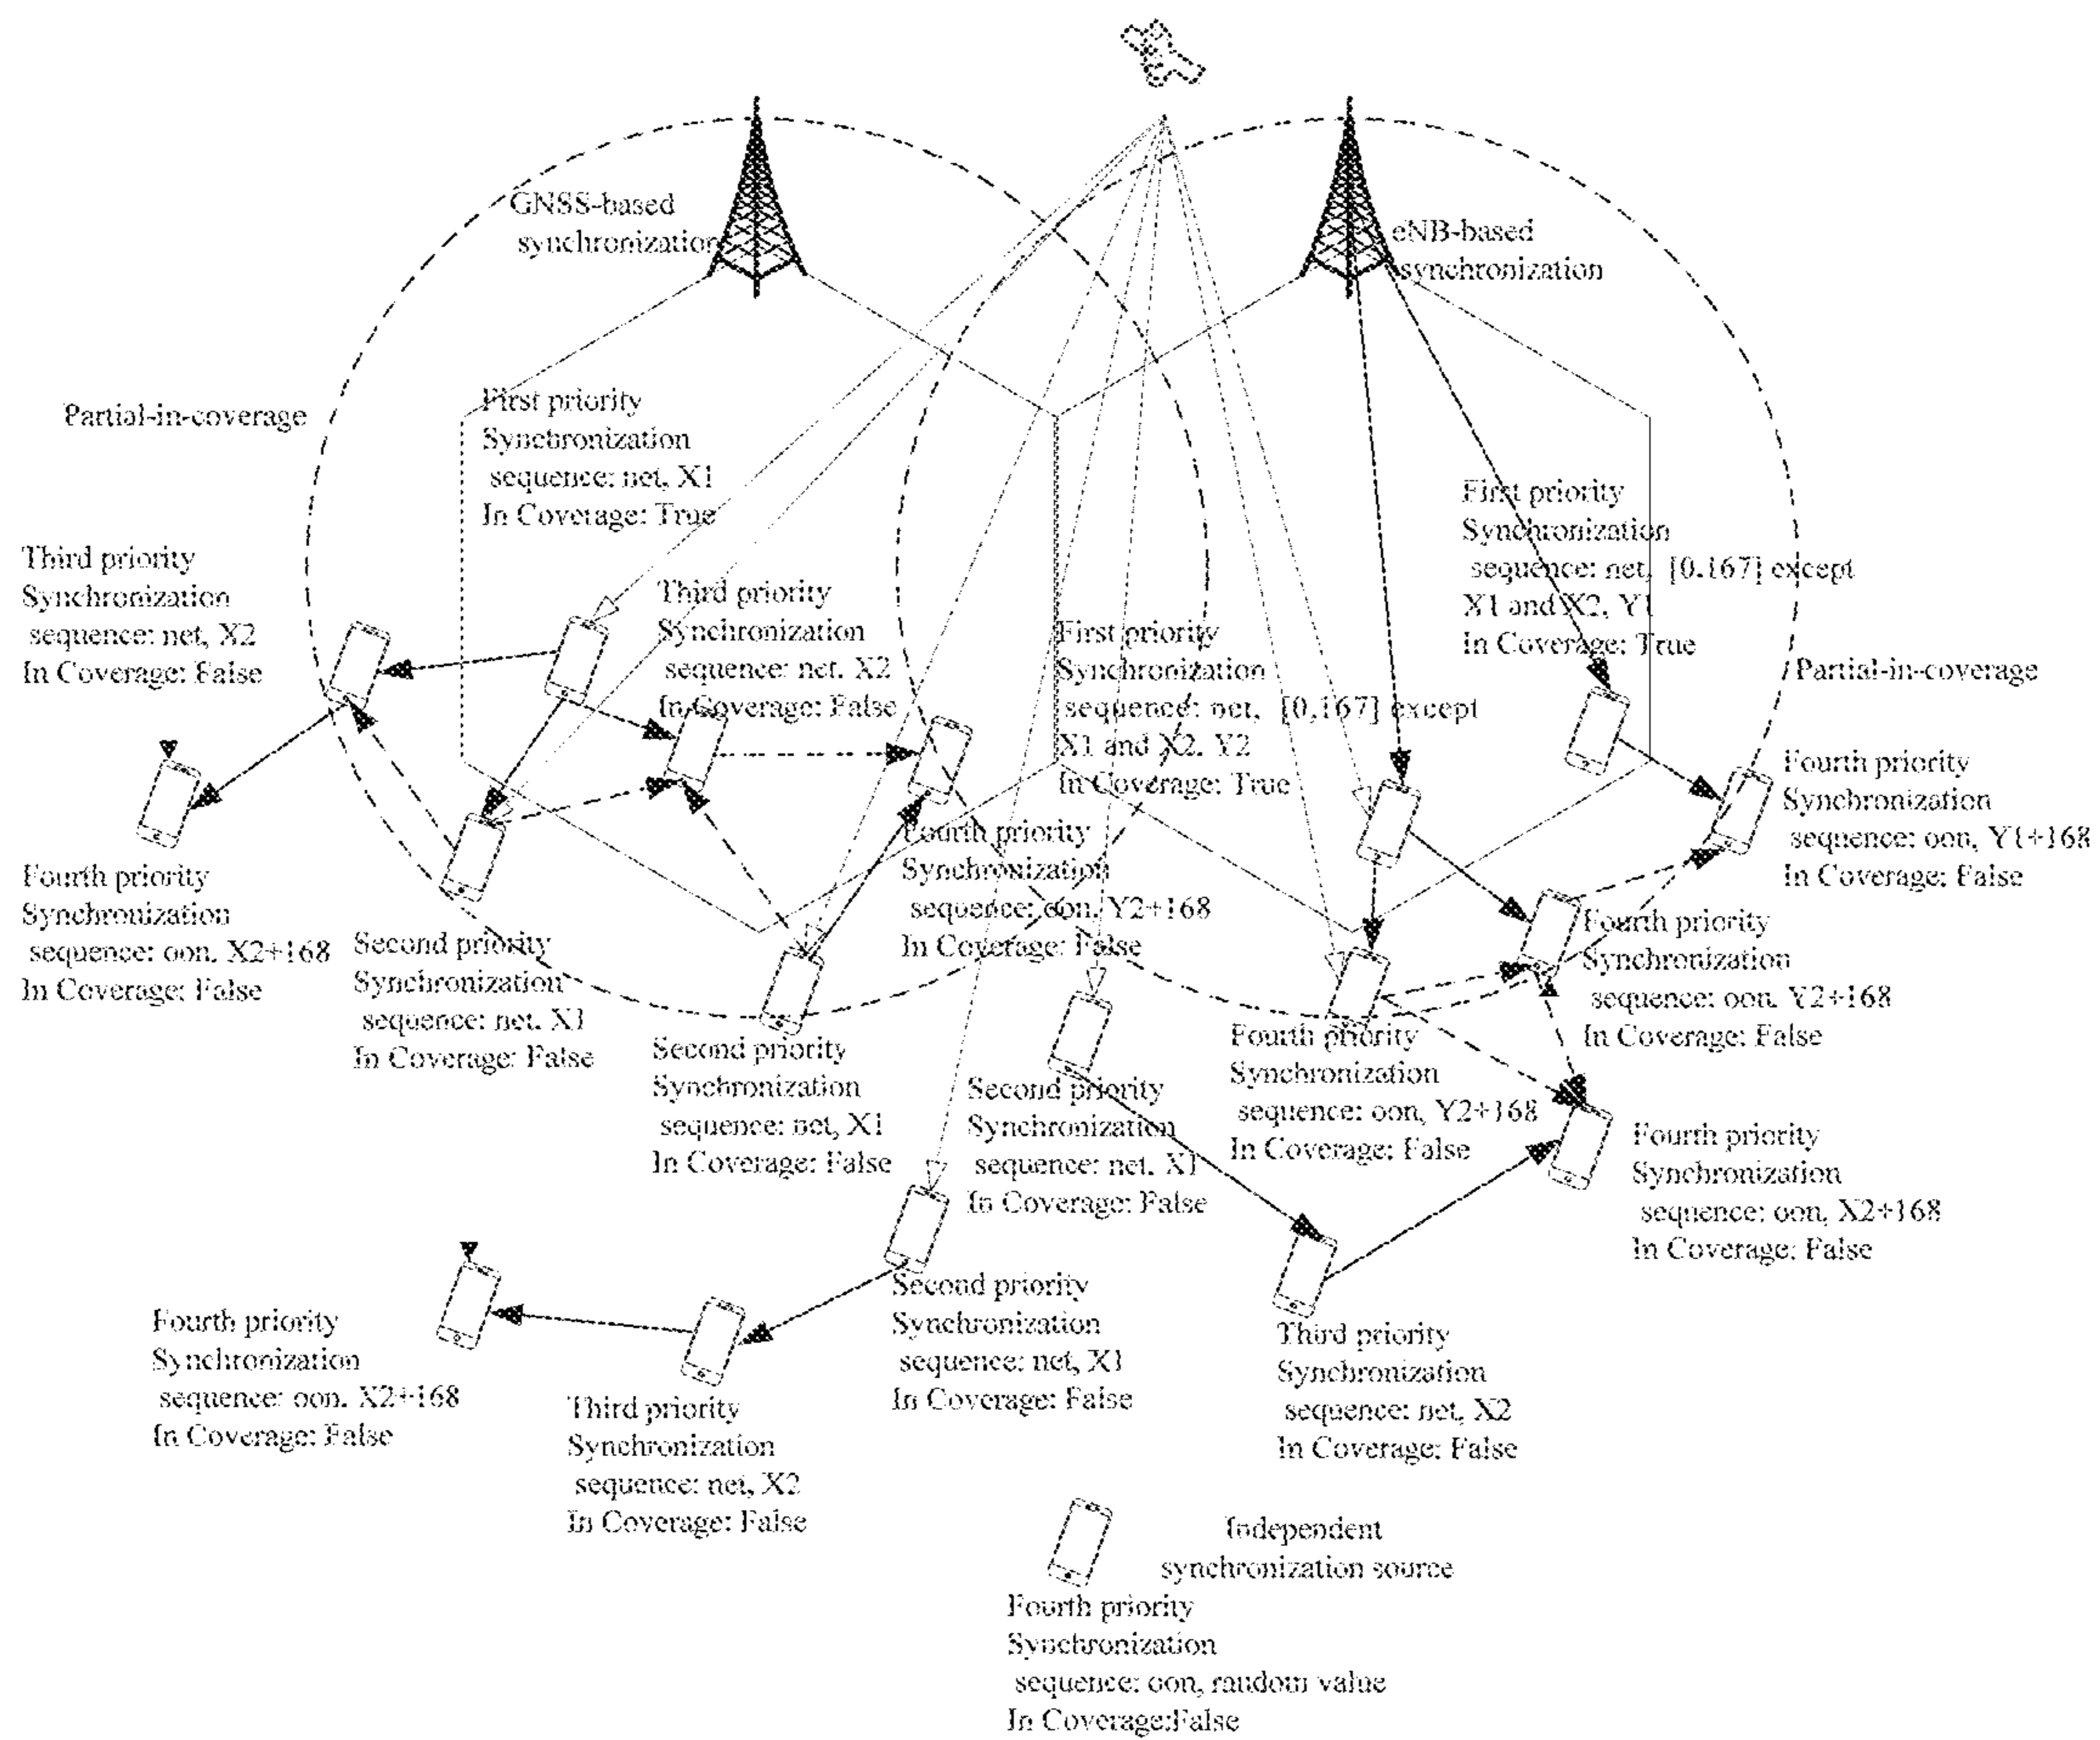 GNSS-based
synchronization
eNB-based
synchronization
Partial-in-coverage
First priority
Synchronization
sequence: net, X1
In Coverage: True
First priority
Synchronization
sequence: net, [0.167] except
X1 and X2, Y1
In Coverage: True
Third priority
Synchronization
sequence: net, X2
In Coverage: False
Third priority
Synchronization
sequence: net. X2
In Coverage: False
First priority
Synchronization
sequence: net, [0,167] except
X1 and X2. Y2
In Coverage: True
Partial-in-coverage
Fourth priority
Synchronization
sequence: oon, Y1+168
In Coverage: False
Fourth priority
Synchronization
sequence: oon. Y2+168
In Coverage: False
Fourth priority
Synchronization
sequence: oon. X2+168
In Coverage: False
Second priority
Synchronization
sequence: net. X1
In Coverage: False
Fourth priority
Synchronization
sequence: oon. Y2+168
In Coverage: False
Second priority
Synchronization
sequence: net, X1
In Coverage: False
Second priority
Synchronization
sequence: net. X1
In Coverage: False
Fourth priority
Synchronization
sequence: oon, Y2+168
In Coverage: False
Fourth priority
Synchronization
sequence: oon, X2+168
In Coverage: False
Fourth priority
Synchronization
sequence: oon. X2+168
In Coverage: False
Third priority
Synchronization
sequence: net, X2
In Coverage: False
Second priority
Synchronization
sequence: net, X1
In Coverage: False
Third priority
Synchronization
sequence: net, X2
In Coverage: False
Independent
synchronization source
Fourth priority
Synchronization
sequence: oon, random value
In Coverage:False